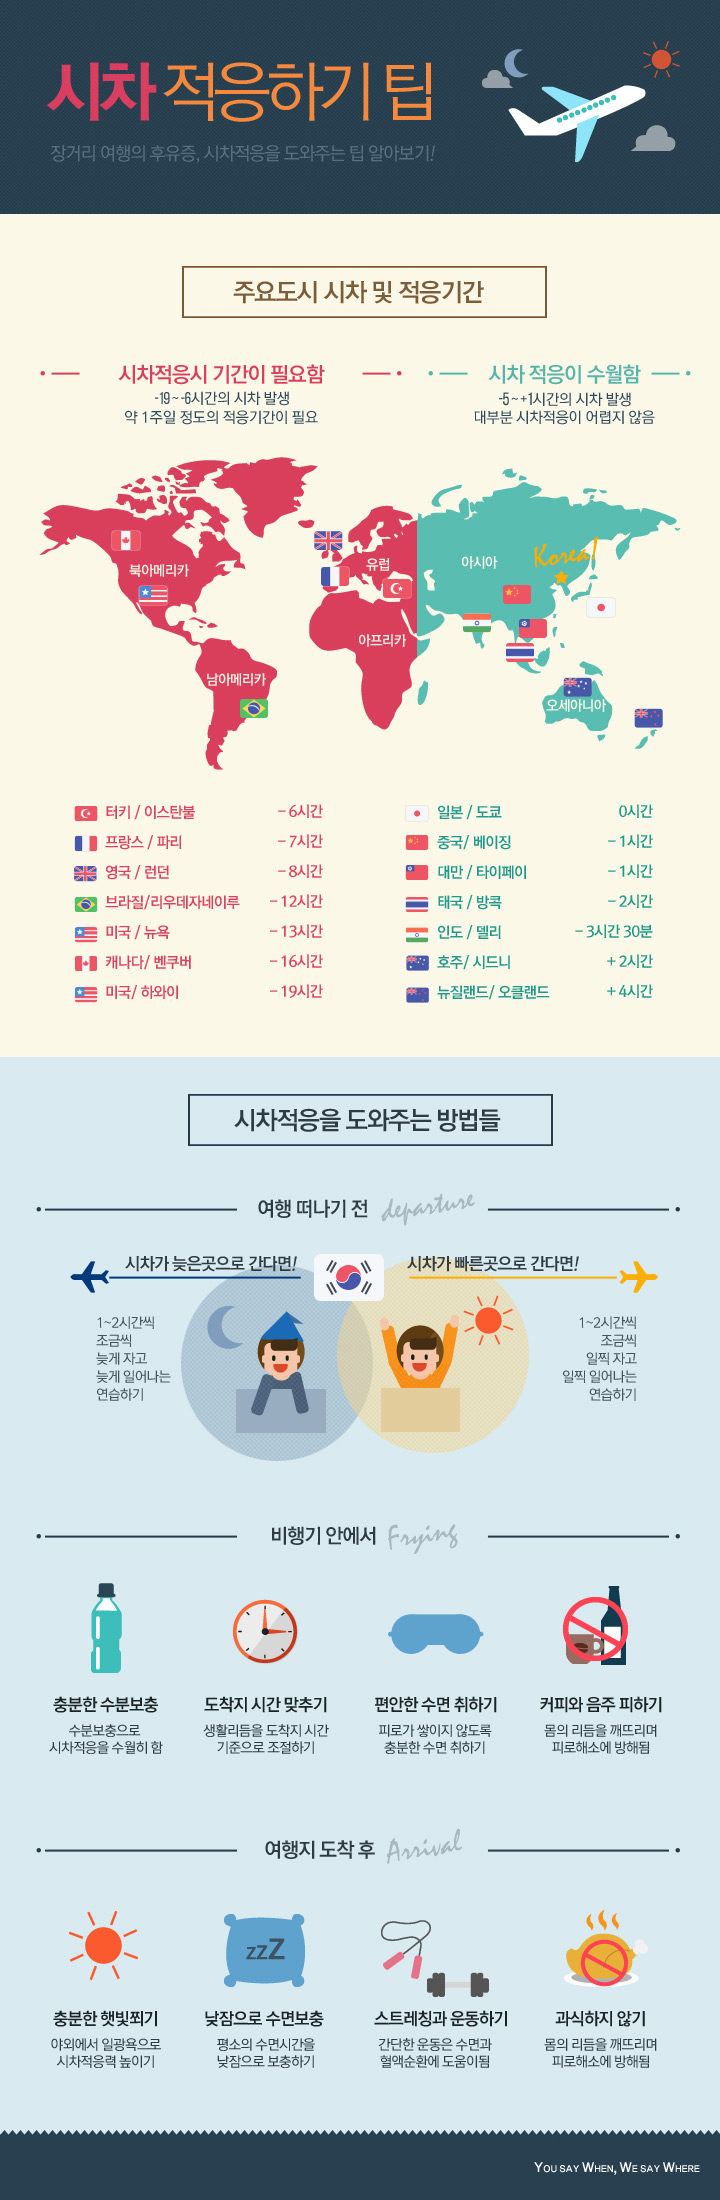 시차 적응하기 팁
장거리 여행의 후유증, 시차적응을 도와주는 팁 알아보기!
주요도시 시차 및 적응기간
시차적응시 기간이 필요함
-19~-6시간의 시차 발생
약 1주일 정도의 적응기간이 필요
시차 적응이 수월함
-5~+1시간의 시차 발생
대부분 시차적응이 어렵지 않음
북아메리카
유럽
아시아
Korea!
아프리카
남아메리카
오세아니아
터키 / 이스탄불 -6시간
프랑스 / 파리 -7시간
영국 / 런던 -8시간
브라질/리우데자네이루 -12시간
미국 / 뉴욕 -13시간
캐나다/ 벤쿠버 -16시간
미국/ 하와이 -19시간
일본 / 도쿄 0시간
중국/ 베이징 -1시간
대만 / 타이페이 -1시간
태국 / 방콕 -2시간
인도 / 델리 -3시간 30분
호주/ 시드니 +2시간
뉴질랜드/ 오클랜드 +4시간
시차적응을 도와주는 방법들
여행 떠나기 전 departure
시차가 늦은곳으로 간다면!
1~2시간씩
조금씩
늦게 자고
늦게 일어나는
연습하기
시차가 빠른곳으로 간다면!
1~2시간씩
조금씩
일찍 자고
일찍 일어나는
연습하기
비행기 안에서 Frying
충분한 수분보충
수분보충으로
시차적응을 수월히 함
도착지 시간 맞추기
생활리듬을 도착지 시간
기준으로 조절하기
편안한 수면 취하기
피로가 쌓이지 않도록
충분한 수면 취하기
커피와 음주 피하기
몸의 리듬을 깨뜨리며
피로해소에 방해됨
여행지 도착 후 Arrival
zzZ
충분한 햇빛쬐기
야외에서 일광욕으로
시차적응력 높이기
낮잠으로 수면보충
평소의 수면시간을
낮잠으로 보충하기
스트레칭과 운동하기
간단한 운동은 수면과
혈액순환에 도움이됨
과식하지 않기
몸의 리듬을 깨뜨리며
피로해소에 방해됨
You say When, We say Where